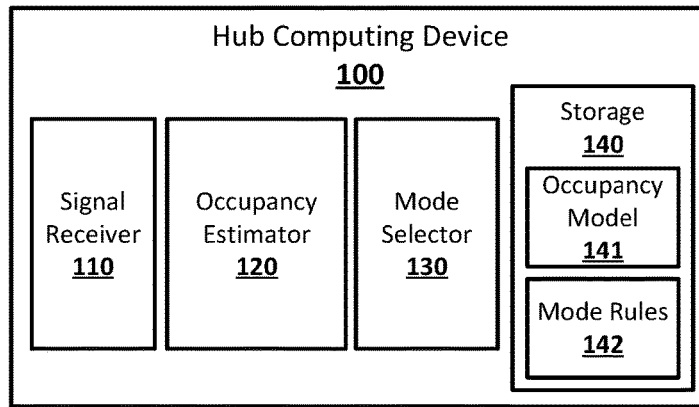 Hub Computing Device
100
Signal
Receiver
110
Occupancy
Estimator
120
Mode
Selector
130
Storage
140
Occupancy
Model
141
Mode Rules
142